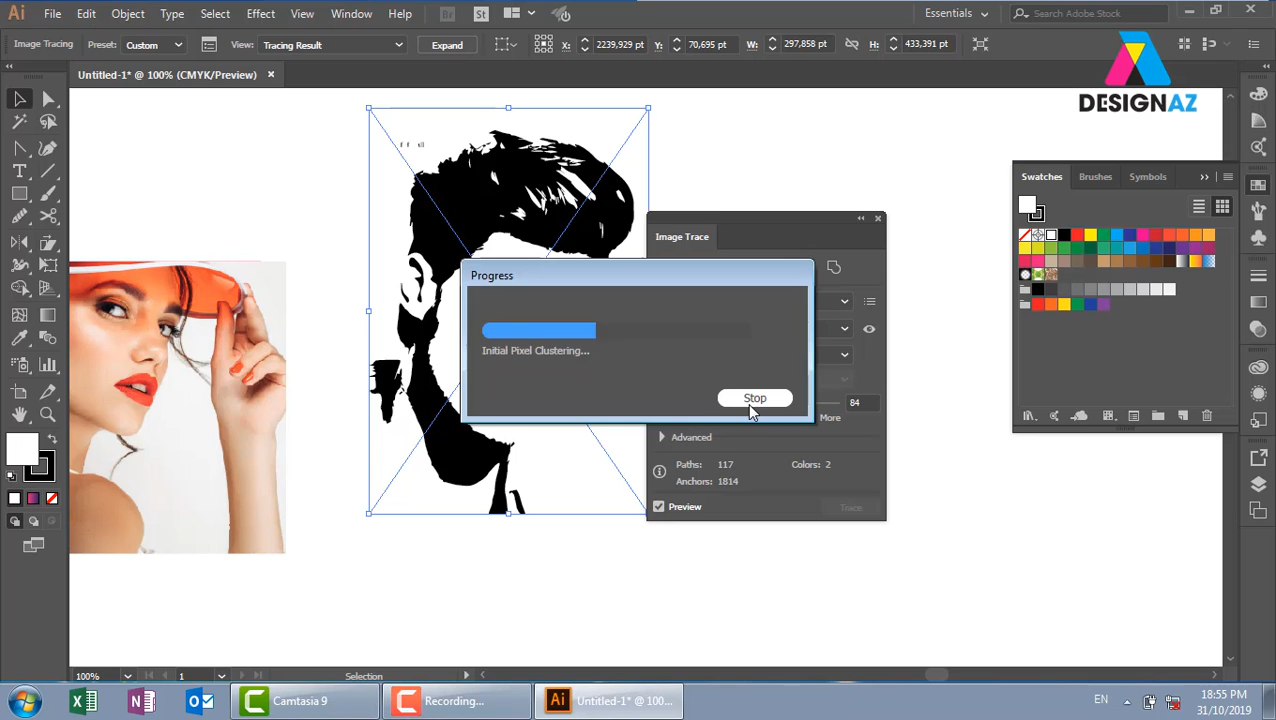 Ai File Edit Object Type Select Effect View Window Help Br St Essentials Search Adobe Stock
Image Tracing Preset: Custom View: Tracing Result Expand X: 2239,929 pt Y: 70,695 pt W: 297,858 pt H: 433,391 pt
Untitled-1* @ 100% (CMYK/Preview)
DESIGNAZ
Swatches Brushes Symbols
Image Trace
Progress
Initial Pixel Clustering...
Stop
84
More
Advanced
Paths: 117 Colors: 2
Anchors: 1814
Preview Trace
100% 1 Selection
Camtasia 9 Recording... Ai Untitled-1* @ 100...
EN 18:55 PM
31/10/2019